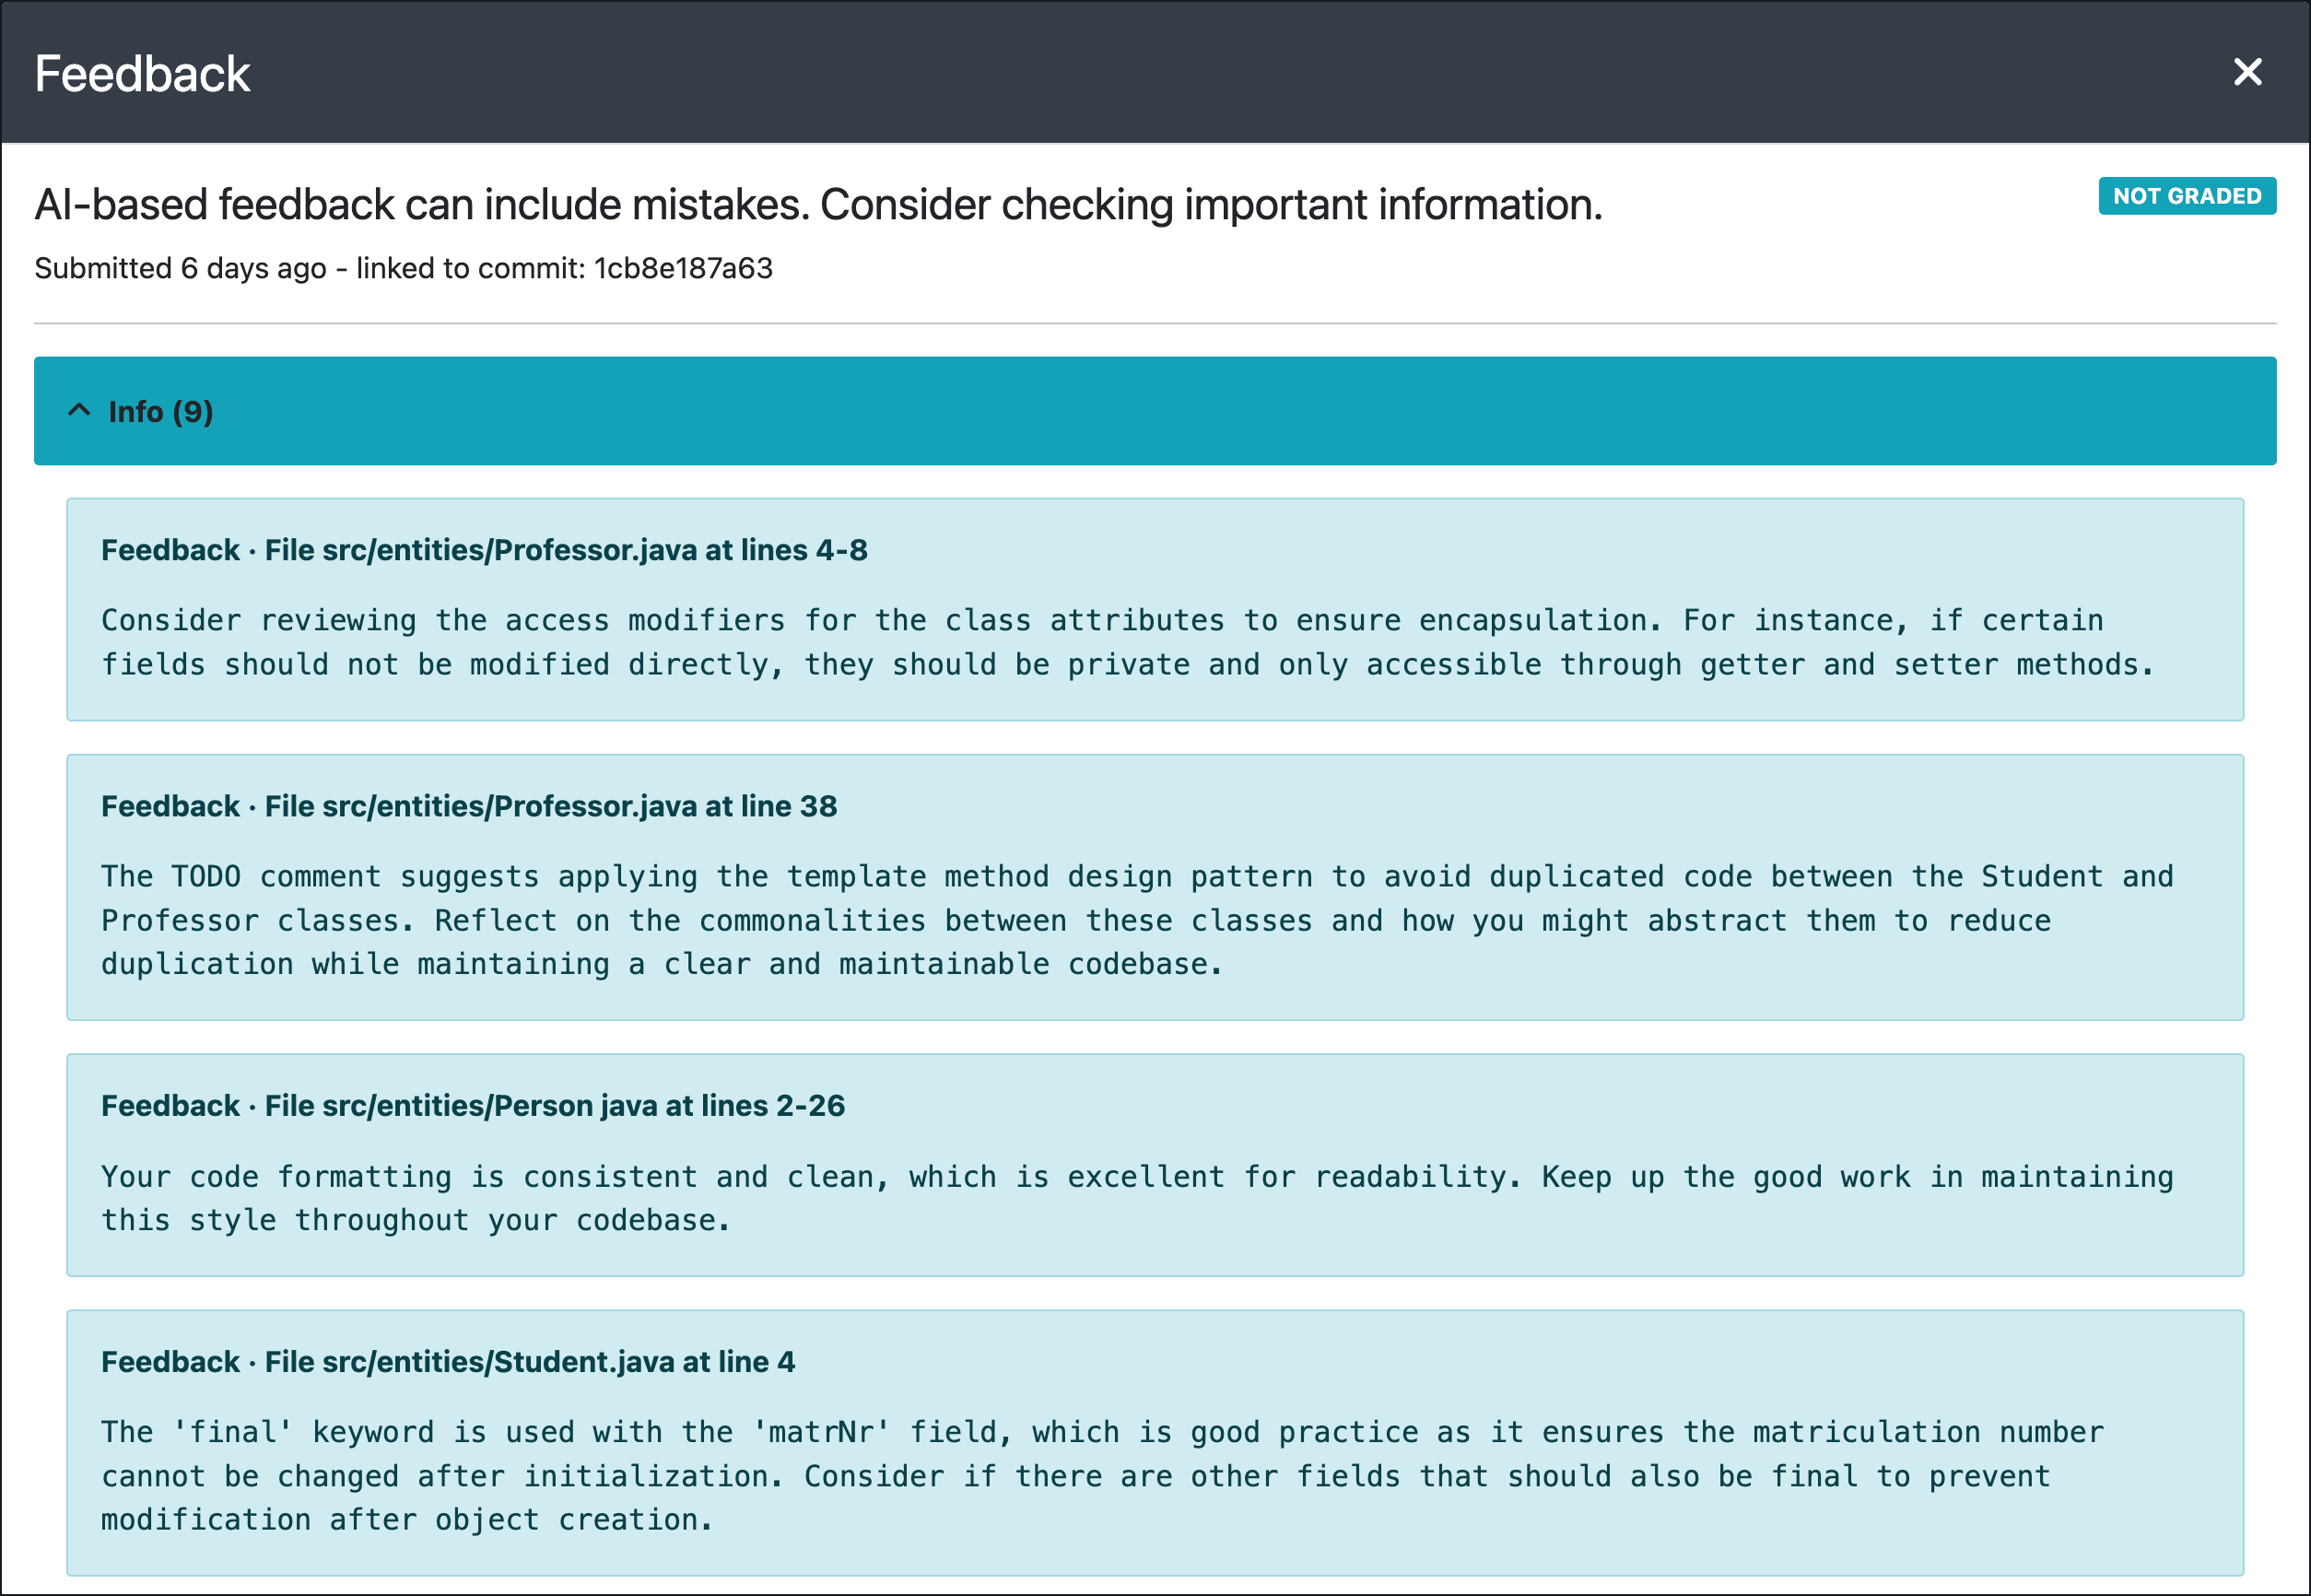 Feedback
AI-based feedback can include mistakes. Consider checking important information.
NOT GRADED
Submitted 6 days ago - linked to commit: 1cb8e187a63
Info (9)
Feedback · File src/entities/Professor.java at lines 4-8
Consider reviewing the access modifiers for the class attributes to ensure encapsulation. For instance, if certain
fields should not be modified directly, they should be private and only accessible through getter and setter methods.
Feedback · File src/entities/Professor.java at line 38
The TODO comment suggests applying the template method design pattern to avoid duplicated code between the Student and
Professor classes. Reflect on the commonalities between these classes and how you might abstract them to reduce
duplication while maintaining a clear and maintainable codebase.
Feedback · File src/entities/Person java at lines 2-26
Your code formatting is consistent and clean, which is excellent for readability. Keep up the good work in maintaining
this style throughout your codebase.
Feedback · File src/entities/Student.java at line 4
The 'final' keyword is used with the 'matrNr' field, which is good practice as it ensures the matriculation number
cannot be changed after initialization. Consider if there are other fields that should also be final to prevent
modification after object creation.